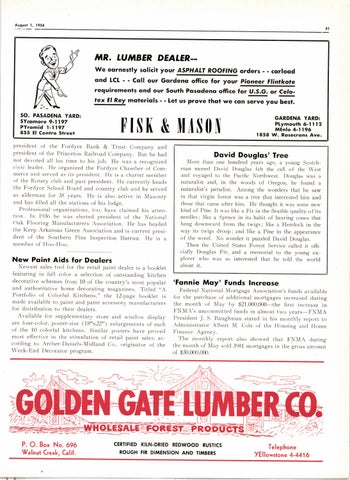 August 1, 1954
41
MR. LUMBER DEALER—
We earnestly solicit your ASPHALT ROOFING orders - - carload
and LCL - - Call our Gardena office for your Pioneer Flintkote
requirements and our South Pasadena office for U.S.G. or Celo-
tex El Rey materials - - Let us prove that we can serve you best.
SO. PASADENA YARD:
SYcamore 9-1197
PYramid 1-1197
855 El Centro Street
FISK & MASON
GARDENA YARD:
PLymouth 6-1112
MEnlo 4-6196
1858 W. Rosecrans Ave.
president of the Fordyce Bank & Trust Company and
president of the Princeton Railroad Company. But he had
not devoted all his time to his job. He was a recognized
civic leader. He organized the Fordyce Chamber of Com-
merce and served as its president. He is a charter member
of the Rotary club and past president. He currently heads
the Fordyce School Board and country club and he served
as alderman for 30 years. He is also active in Masonry
and has filled all the stations of his lodge.
Professional organizations, too, have claimed his atten-
tion. In 1936 he was elected president of the National
Oak Flooring Manufacturers Association. He has headed
the Keep Arkansas Green Association and is current presi-
dent of the Southern Pine Inspection Bureau. He is a
member of Hoo-Hoo.
New Paint Aids for Dealers
Newest sales tool for the retail paint dealer is a booklet
featuring in full color a selection of outstanding kitchen
decorative schemes from 10 of the country's most popular
and authoritative home decorating magazines. Titled "A
Portfolio of Colorful Kitchens," the 12-page booklet is
made available to paint and paint accessory manufacturers
for distribution to their dealers.
Available for supplementary store and window display
are four-color, poster-size (18"x22") enlargements of each
of the 10 colorful kitchens. Similar posters have proved
most effective in the stimulation of retail paint sales, ac-
cording to Archer-Daniels-Midland Co., originator of the
Week-End Decorator program.
David Douglas' Tree
More than one hundred years ago, a young Scotch-
man named David Douglas felt the call of the West
and voyaged to the Pacific Northwest. Douglas was a
naturalist and, in the woods of Oregon, he found a
naturalist's paradise. Among the wonders that he saw
in that virgin forest was a tree that interested him and
those that came after him. He thought it was some new
kind of Pine. It was like a Fir in the flexible quality of its
needles; like a Spruce in its habit of bearing cones that
hung downward from the twigs; like a Hemlock in the
way its twigs droop; and like a Pine in the appearance
of the wood. No wonder it puzzled David Douglas.
Then the United States Forest Service called it offi-
cially Douglas Fir, and a memorial to the young ex-
plorer who was so interested that he told the world
about it.
'Fannie May' Funds Increase
Federal National Mortgage Association's funds available
for the purchase of additional mortgages increased during
the month of May by $21,000,000—the first increase in
FNMA's uncommitted funds in almost two years—FNMA
President J. S. Baughman stated in his monthly report to
Administrator Albert M. Cole of the Housing and Home
Finance Agency.
The monthly report also showed that FNMA during
the month of May sold 3981 mortgages in the gross amount
of $30,000,000.
GOLDEN GATE LUMBER CO.
WHOLESALE FOREST PRODUCTS
P. O. Box No. 696
Walnut Creek, Calif.
CERTIFIED KILN-DRIED REDWOOD RUSTICS
ROUGH FIR DIMENSION AND TIMBERS
Telephone
YEllowstone 4-4416